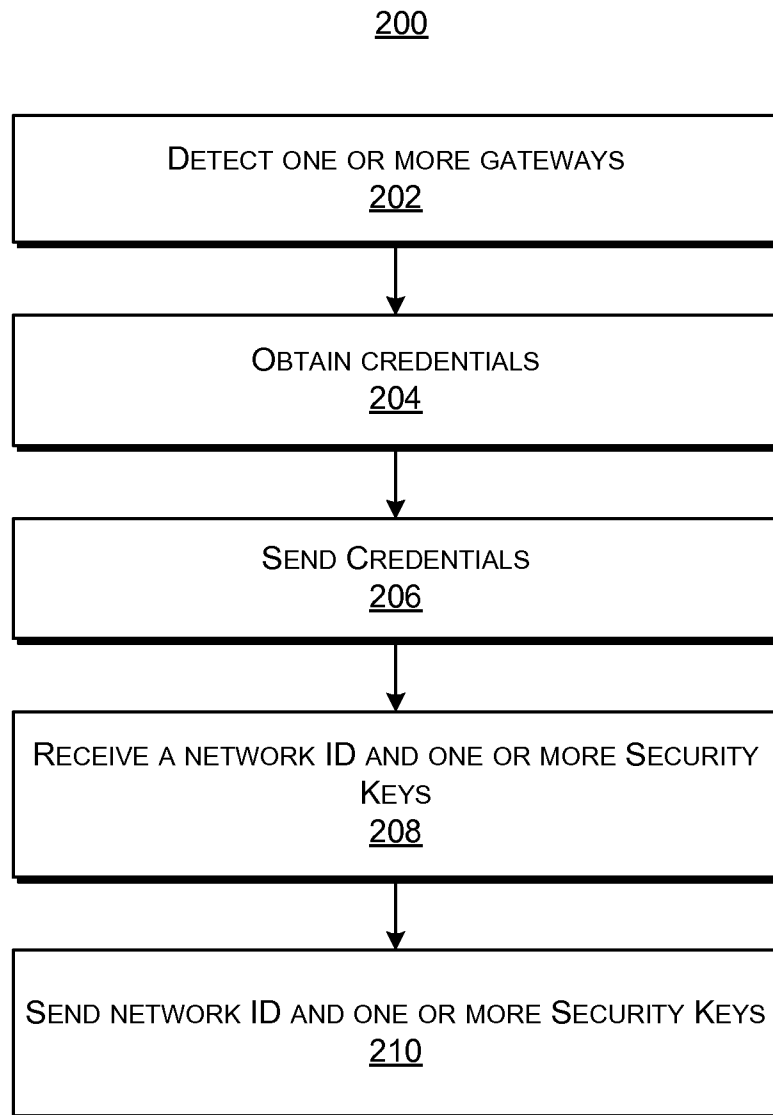 200
DETECT ONE OR MORE GATEWAYS
202
OBTAIN CREDENTIALS
204
SEND CREDENTIALS
206
RECEIVE A NETWORK ID AND ONE OR MORE SECURITY
KEYS
208
SEND NETWORK ID AND ONE OR MORE SECURITY KEYS
210